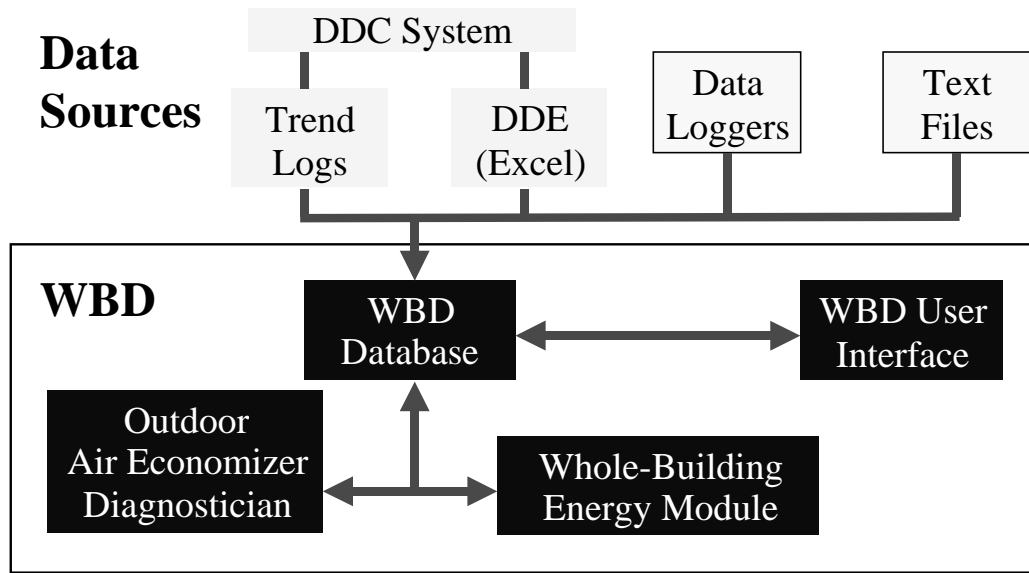 Data
Sources
DDC System
Trend
Logs
DDE
(Excel)
Data
Loggers
Text
Files
WBD
WBD
Database
WBD User
Interface
Outdoor
Air Economizer
Diagnostician
Whole-Building
Energy Module